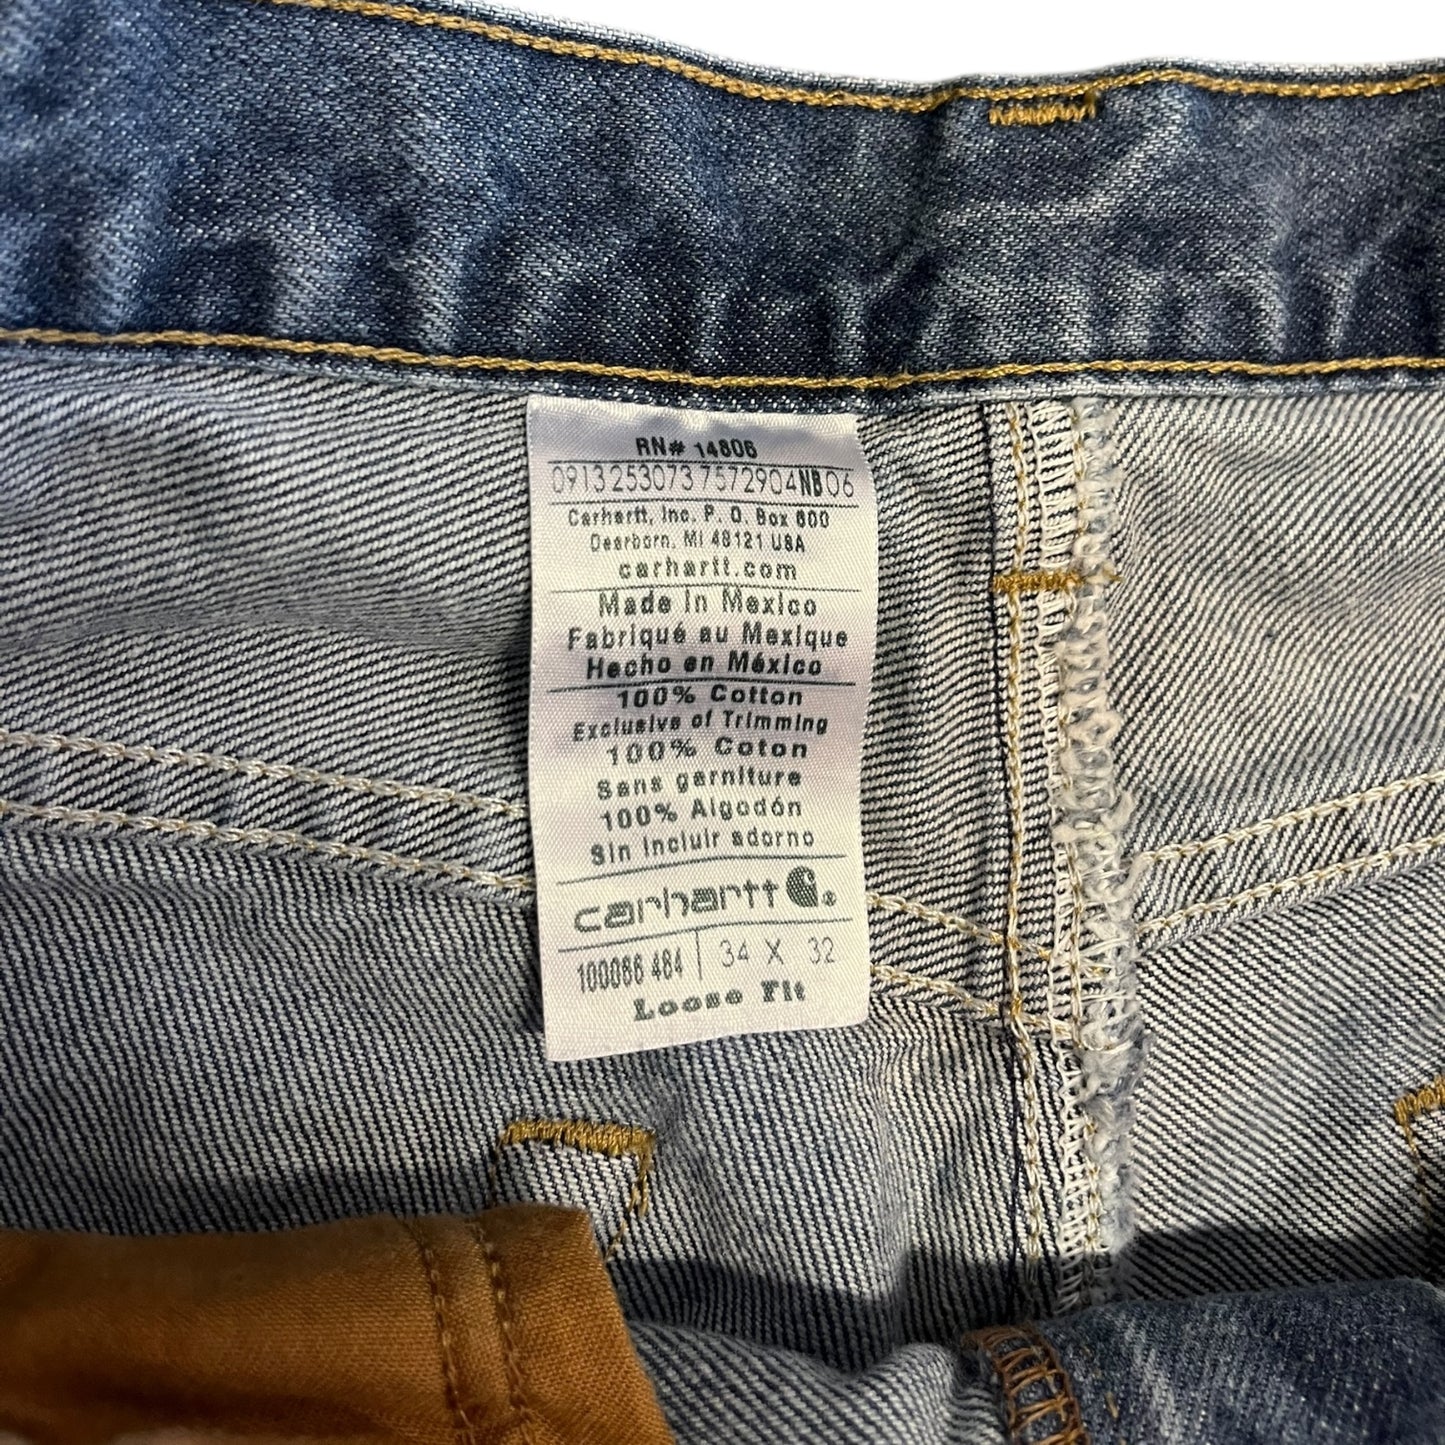 RN# 14806
0913253073 7572904NB06
Carhartt, Inc. P. O. Box 600
Dearborn, MI 48121 USA
carhartt.com
Made in Mexico
Fabriqué au Mexique
Hecho en México
100% Cotton
Exclusive of Trimming
100% Coton
Sans garniture
100% Algodón
Sin incluir adorno
carhartt
100086 484 34 X 32
Loose Fit